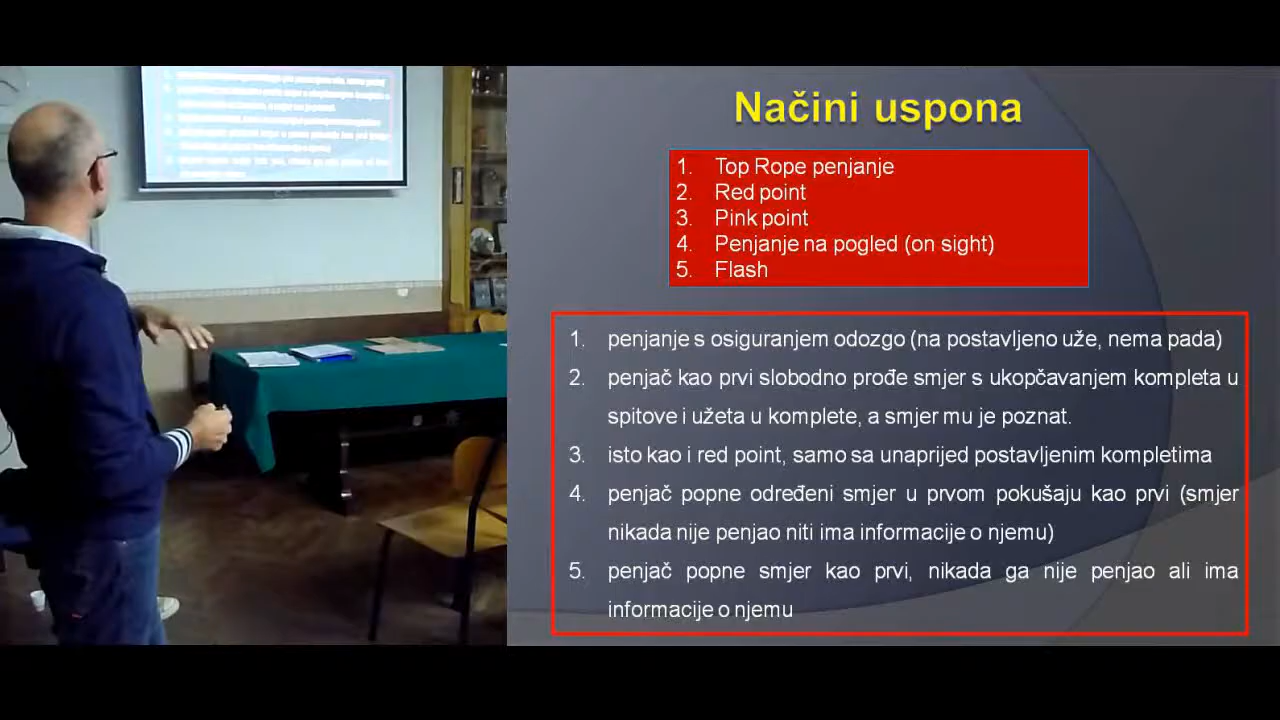 Načini uspona
1. Top Rope penjanje
2. Red point
3. Pink point
4. Penjanje na pogled (on sight)
5. Flash
1. penjanje s osiguranjem odozgo (na postavljeno uže, nema pada)
2. penjač kao prvi slobodno prođe smjer s ukopčavanjem kompleta u
spitove i užeta u komplete, a smjer mu je poznat.
3. isto kao i red point, samo sa unaprijed postavljenim kompletima
4. penjač popne određeni smjer u prvom pokušaju kao prvi (smjer
nikada nije penjao niti ima informacije o njemu)
5. penjač popne smjer kao prvi, nikada ga nije penjao ali ima
informacije o njemu